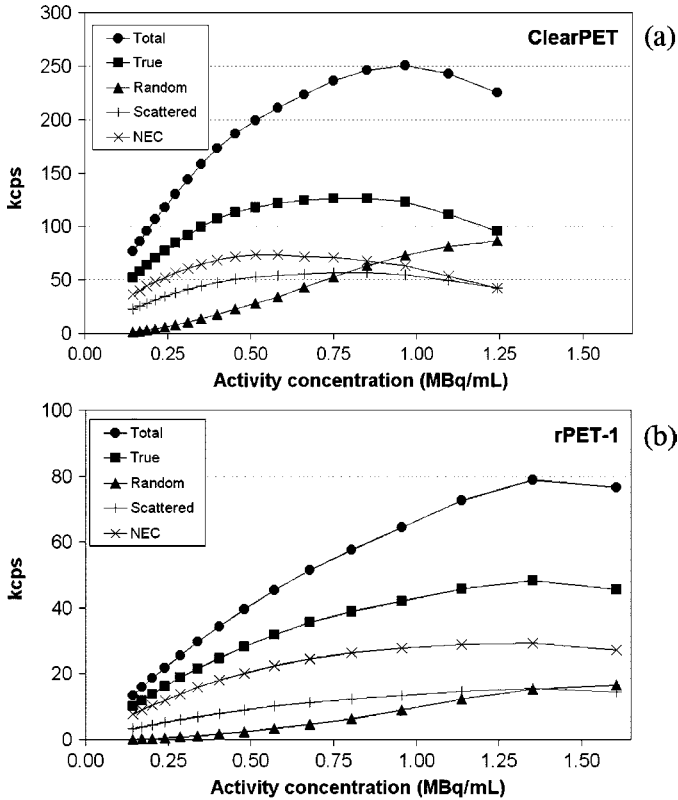 ClearPET
(a)
Total
True
Random
Scattered
NEC
300
250
200
150
100
50
0
kcps
0.00 0.25 0.50 0.75 1.00 1.25 1.50
Activity concentration (MBq/mL)
rPET-1
(b)
Total
True
Random
Scattered
NEC
100
80
60
40
20
0
kcps
0.00 0.25 0.50 0.75 1.00 1.25 1.50
Activity concentration (MBq/mL)